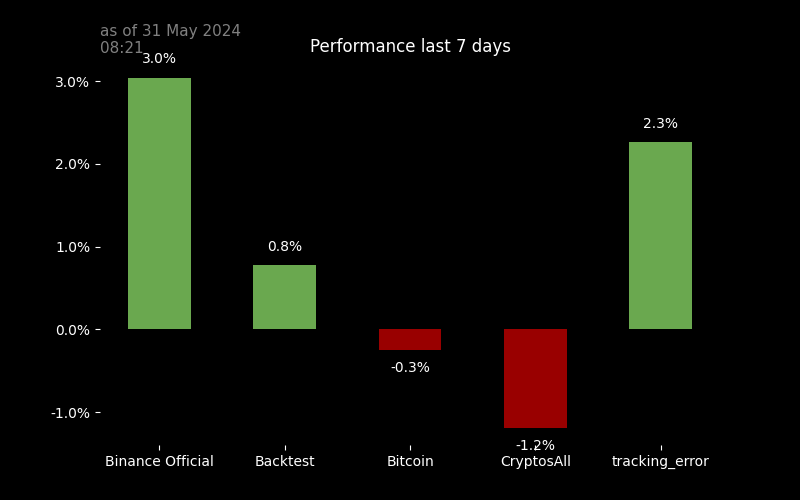 as of 31 May 2024
08:21
Performance last 7 days
3.0%
2.0%
1.0%
0.0%
-1.0%
3.0%
0.8%
-0.3%
-1.2%
2.3%
Binance Official
Backtest
Bitcoin
CryptosAll
tracking_error